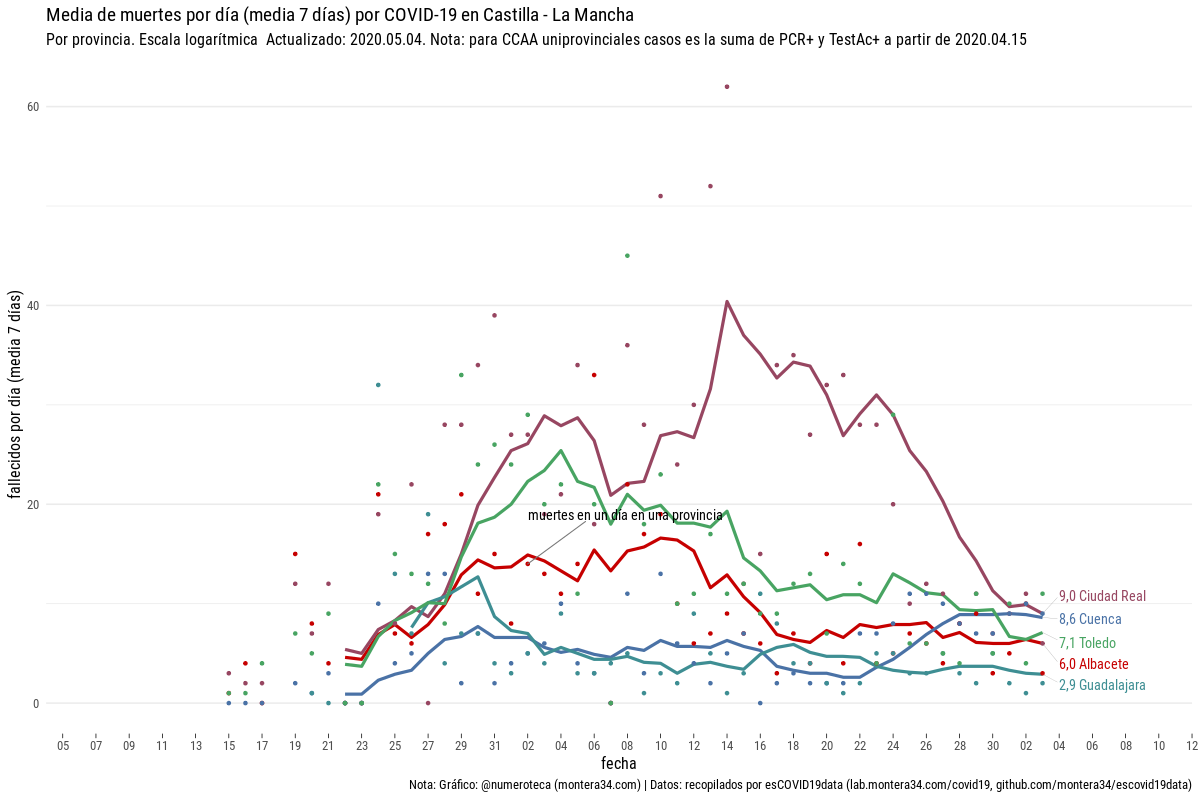 Media de muertes por día (media 7 días) por COVID-19 en Castilla - La Mancha
Por provincia. Escala logarítmica  Actualizado: 2020.05.04. Nota: para CCAA uniprovinciales casos es la suma de PCR+ y TestAc+ a partir de 2020.04.15
fallecidos por día (media 7 días)
60
40
20
0
muertes en un día en una provincia
9,0 Ciudad Real
8,6 Cuenca
7,1 Toledo
6,0 Albacete
2,9 Guadalajara
05 07 09 11 13 15 17 19 21 23 25 27 29 31 02 04 06 08 10 12 14 16 18 20 22 24 26 28 30 02 04 06 08 10 12
fecha
Nota: Gráfico: @numeroteca (montera34.com) | Datos: recopilados por esCOVID19data (lab.montera34.com/covid19, github.com/montera34/escovid19data)